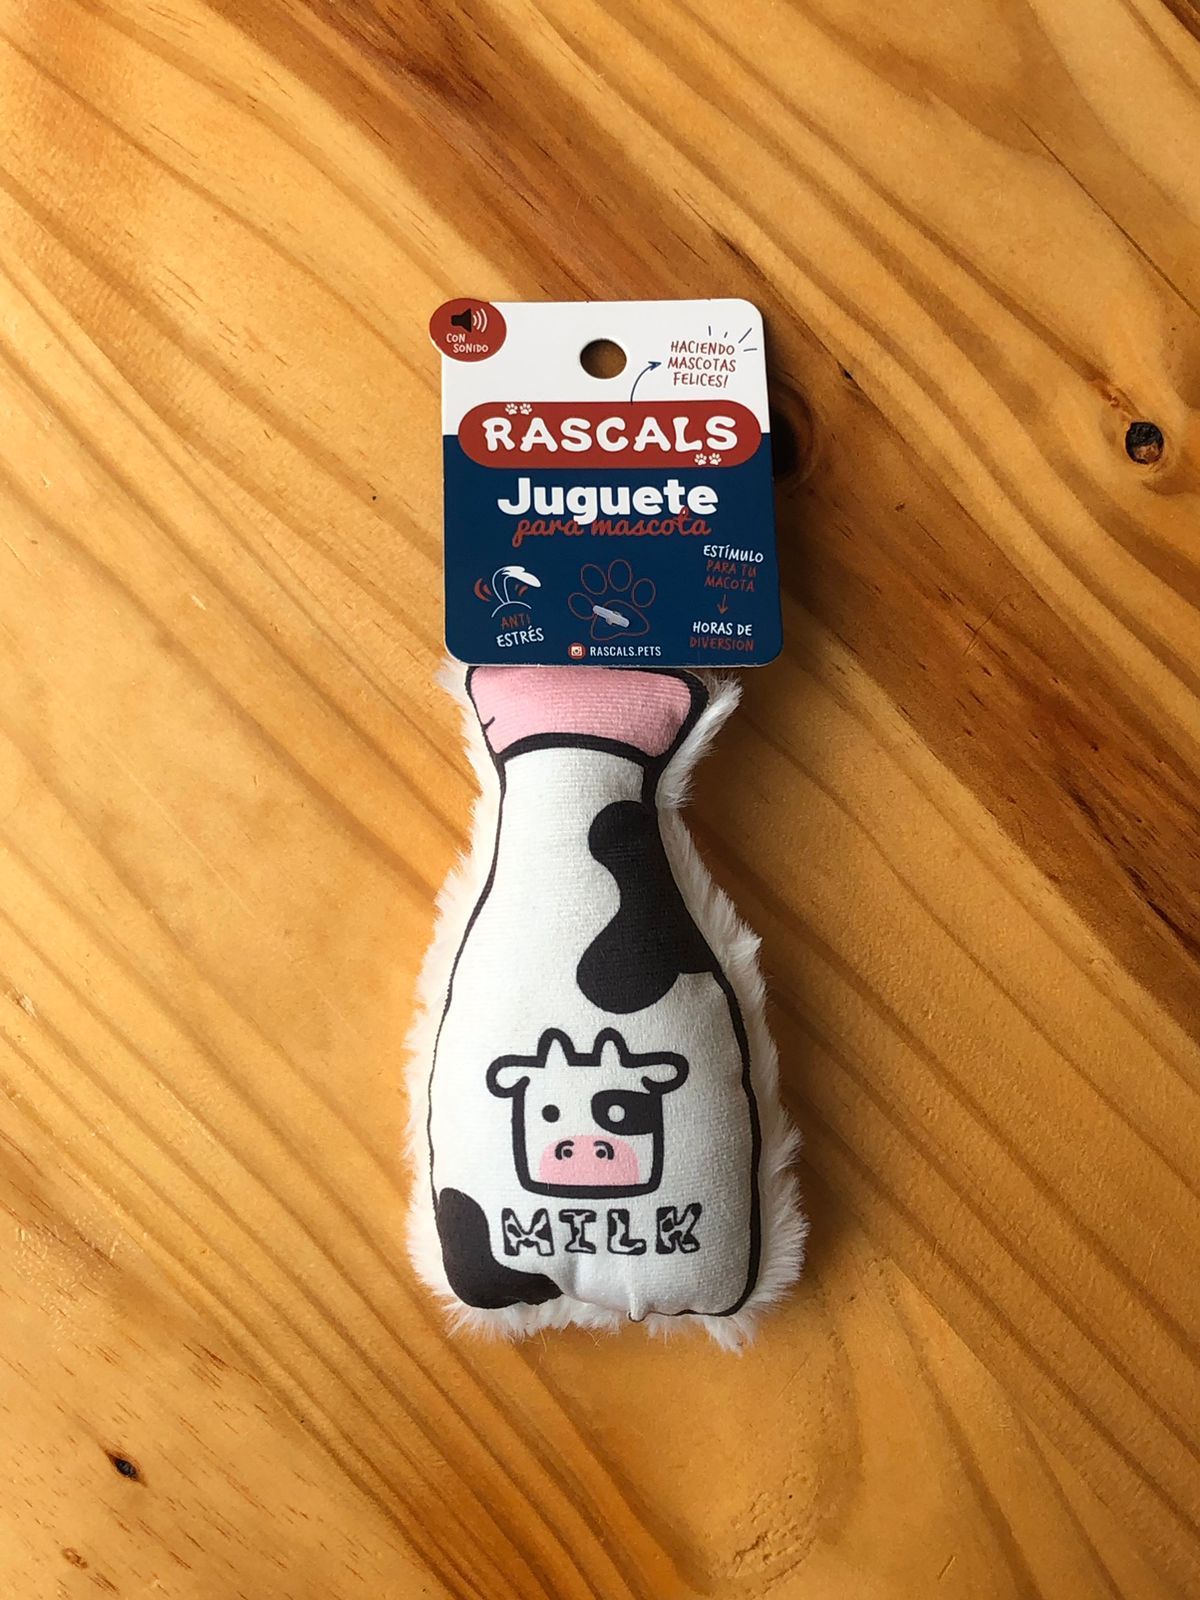 CON
SONIDO
HACIENDO
MASCOTAS
FELICES!
RASCALS
Juguete
para mascota
ANTI
ESTRÉS
ESTÍMULO
PARA TU
MACOTA
HORAS DE
DIVERSION
RASCALS.PETS
MILK